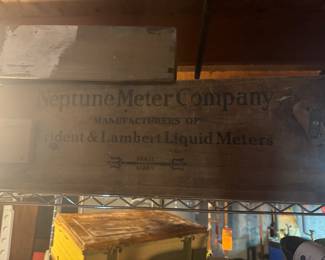 Neptune Meter Company
MANUFACTURERS OF
Trident & Lambert Liquid Meters